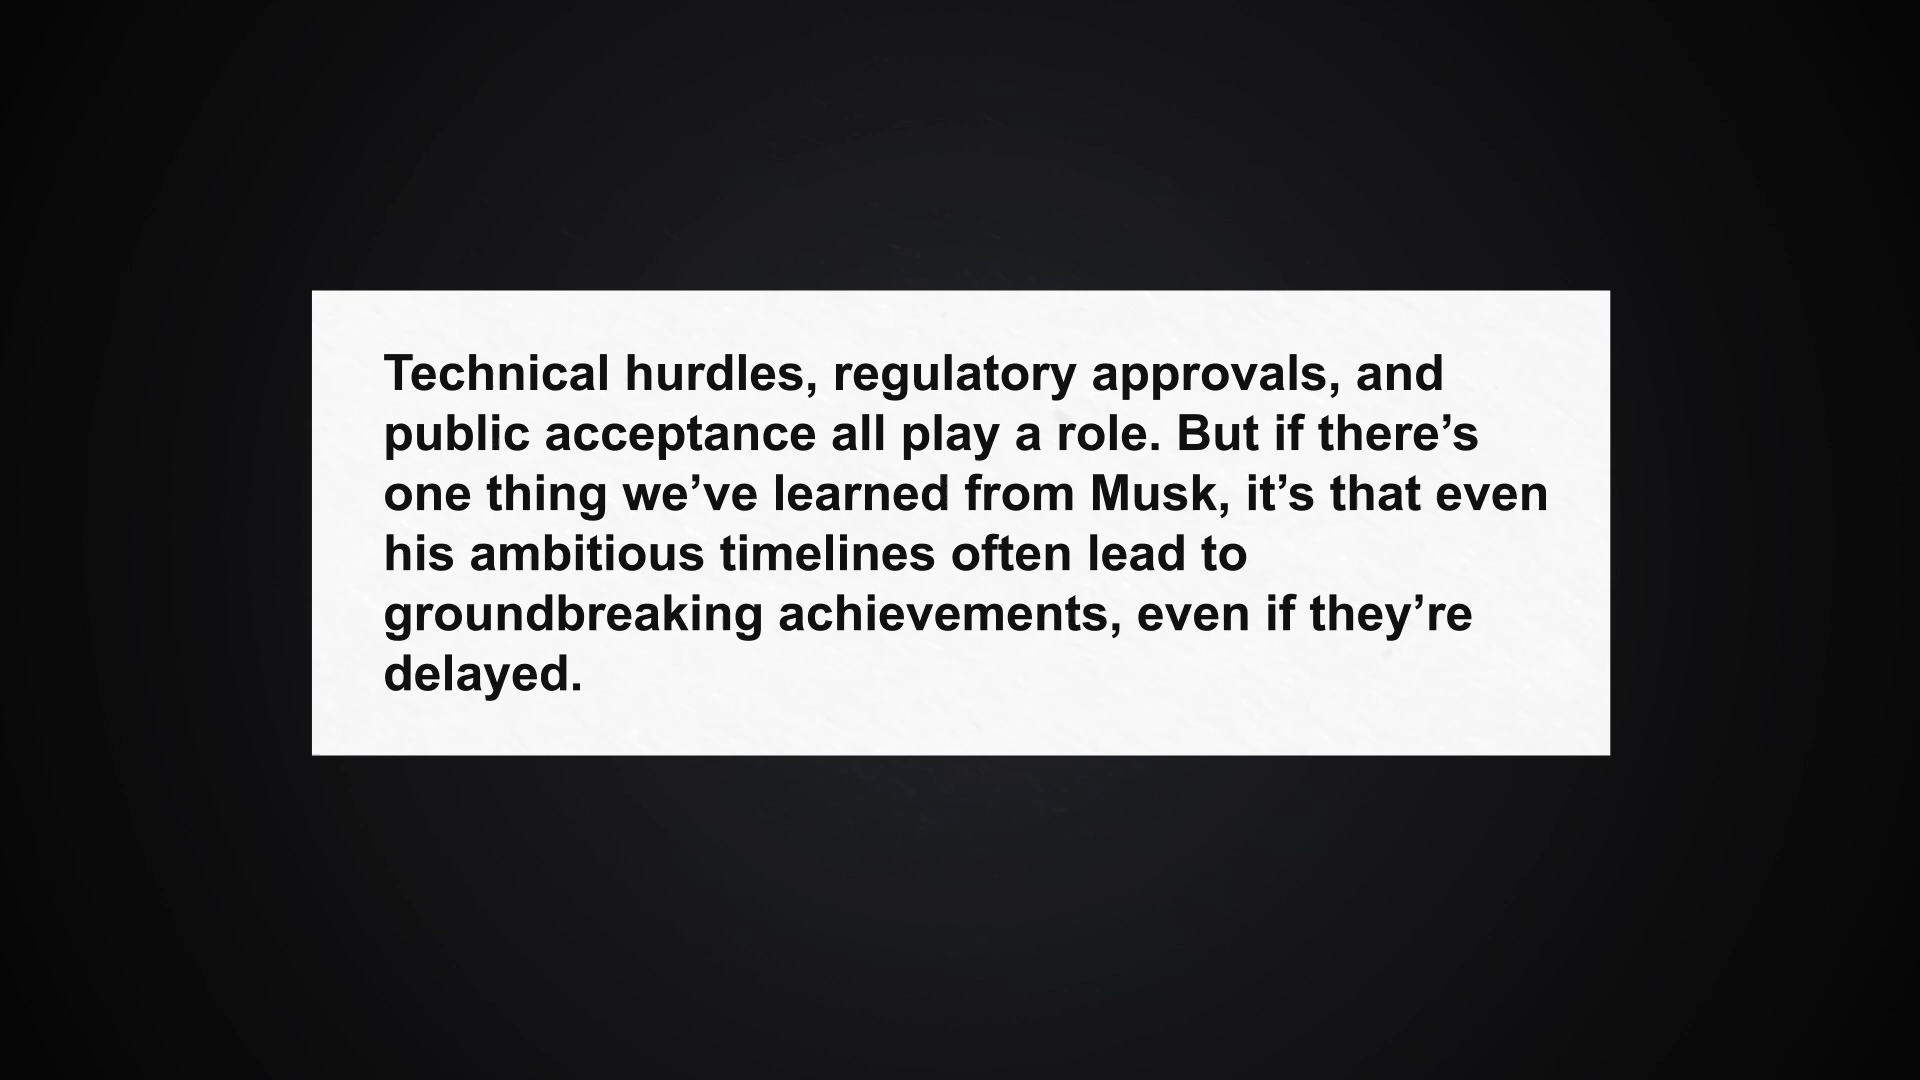 Technical hurdles, regulatory approvals, and
public acceptance all play a role. But if there’s
one thing we’ve learned from Musk, it’s that even
his ambitious timelines often lead to
groundbreaking achievements, even if they’re
delayed.